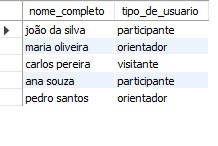 nome_completo tipo_de_usuario
joão da silva participante
maria oliveira orientador
carlos pereira visitante
ana souza participante
pedro santos orientador